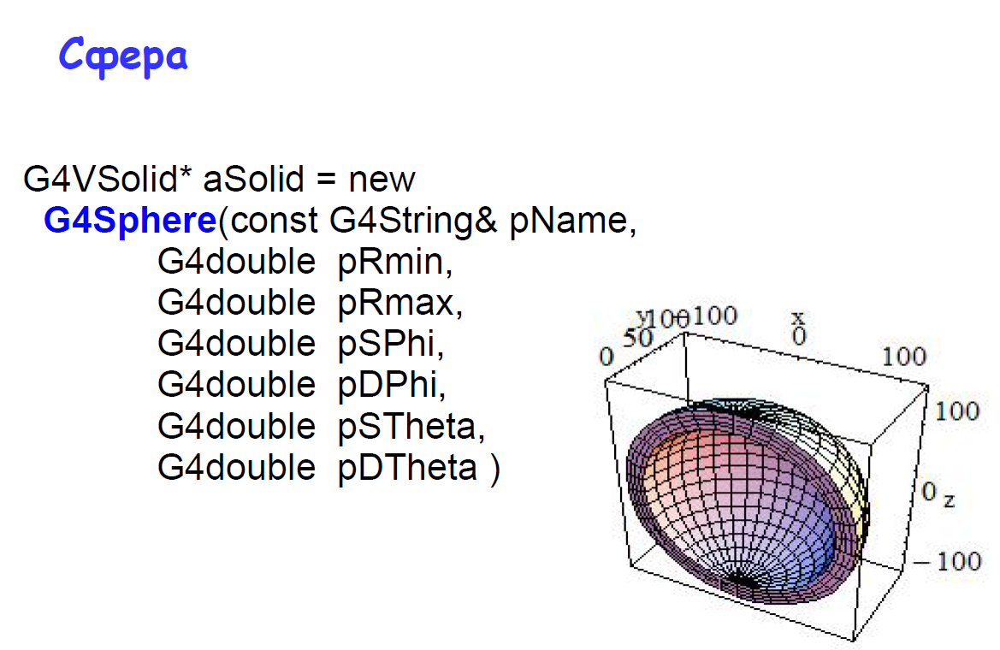 Сфера
G4VSolid* aSolid = new
G4Sphere(const G4String& pName,
G4double pRmin,
G4double pRmax,
G4double pSPhi,
G4double pDPhi,
G4double pSTheta,
G4double pDTheta )
y
-100
x
0
50
100
0
100
100
0 z
-100